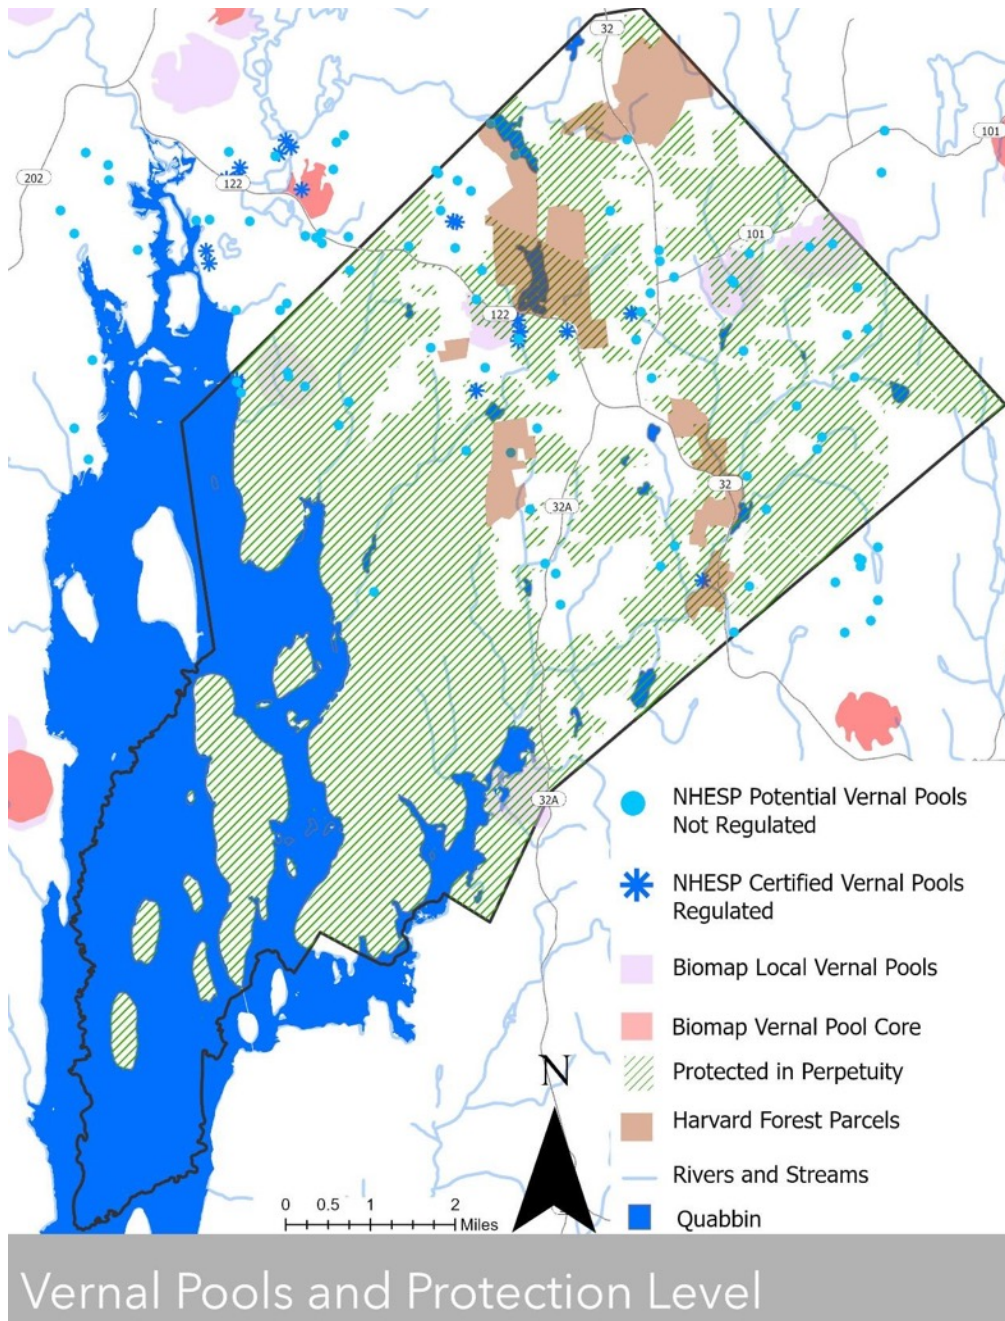 32
101
202
122
101
122
32
32A
32A
NHESP Potential Vernal Pools
Not Regulated
NHESP Certified Vernal Pools
Regulated
Biomap Local Vernal Pools
Biomap Vernal Pool Core
Protected in Perpetuity
Harvard Forest Parcels
Rivers and Streams
Quabbin
N
0 0.5 1 2
Miles
Vernal Pools and Protection Level